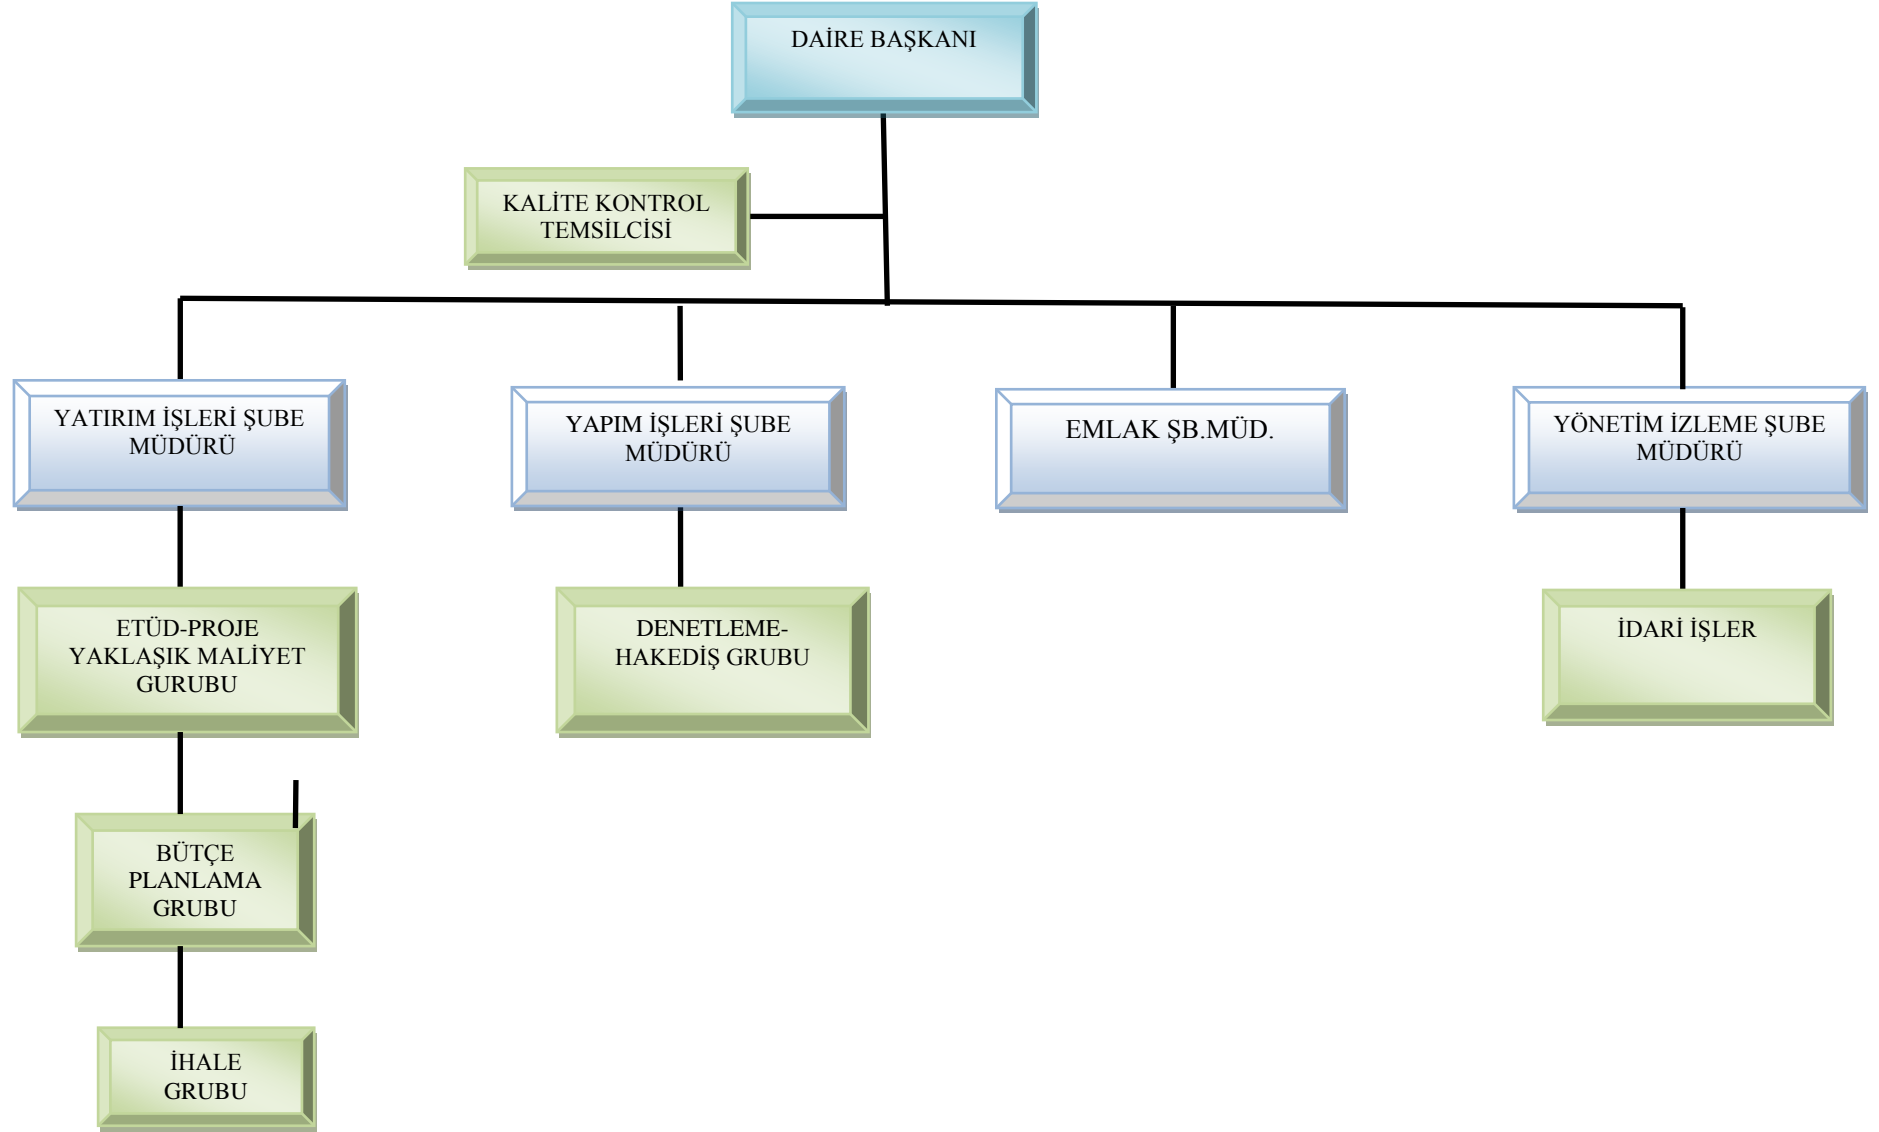 DAİRE BAŞKANI
KALİTE KONTROL
TEMSİLCİSİ
YATIRIM İŞLERİ ŞUBE
MÜDÜRÜ
YAPIM İŞLERİ ŞUBE
MÜDÜRÜ
EMLAK ŞB.MÜD.
YÖNETİM İZLEME ŞUBE
MÜDÜRÜ
ETÜD-PROJE
YAKLAŞIK MALİYET
GURUBU
DENETLEME-
HAKEDİŞ GRUBU
İDARİ İŞLER
BÜTÇE
PLANLAMA
GRUBU
İHALE
GRUBU